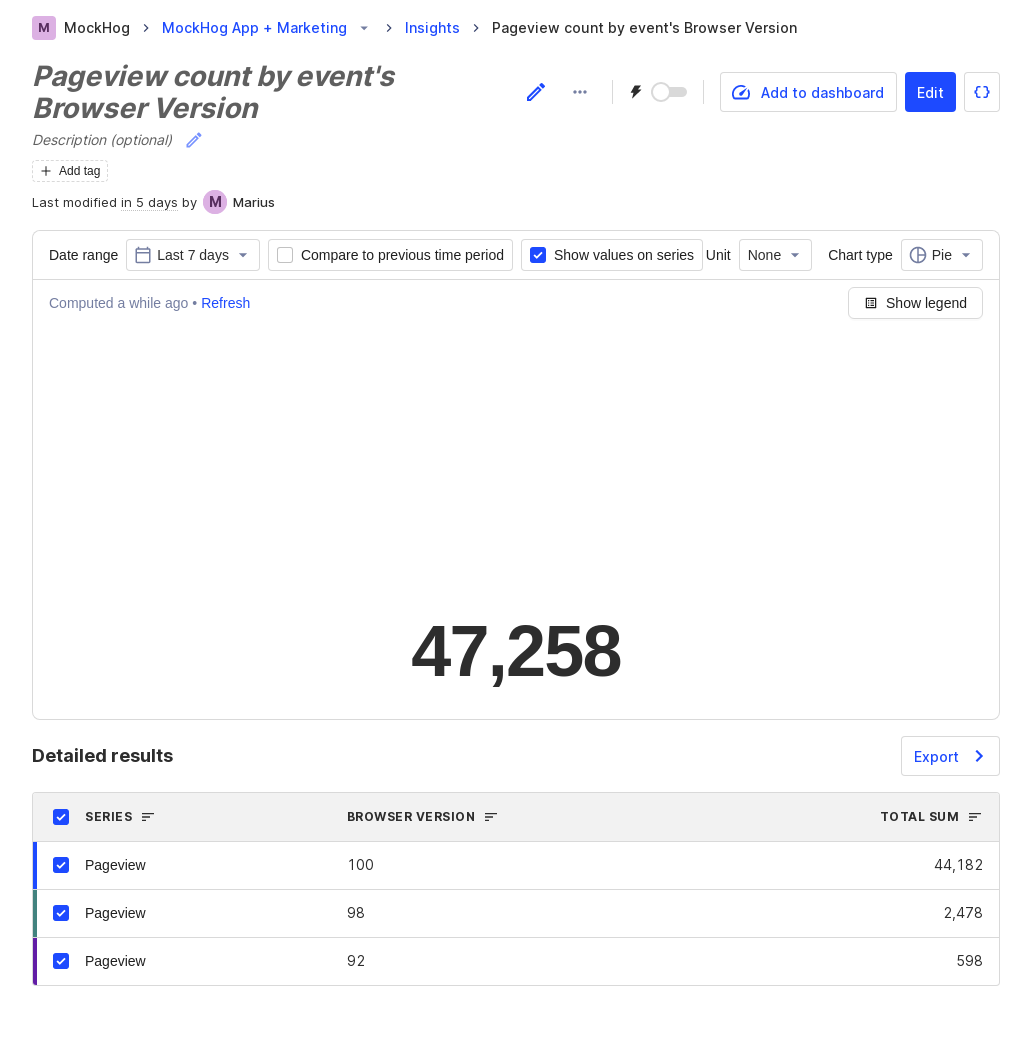 M MockHog MockHog App + Marketing Insights Pageview count by event's Browser Version
Pageview count by event's
Browser Version
Add to dashboard Edit {}
Description (optional)
Add tag
Last modified in 5 days by M Marius
Date range Last 7 days Compare to previous time period Show values on series Unit None Chart type Pie
Computed a while ago • Refresh Show legend
47,258
Detailed results Export
SERIES BROWSER VERSION TOTAL SUM
Pageview 100 44,182
Pageview 98 2,478
Pageview 92 598